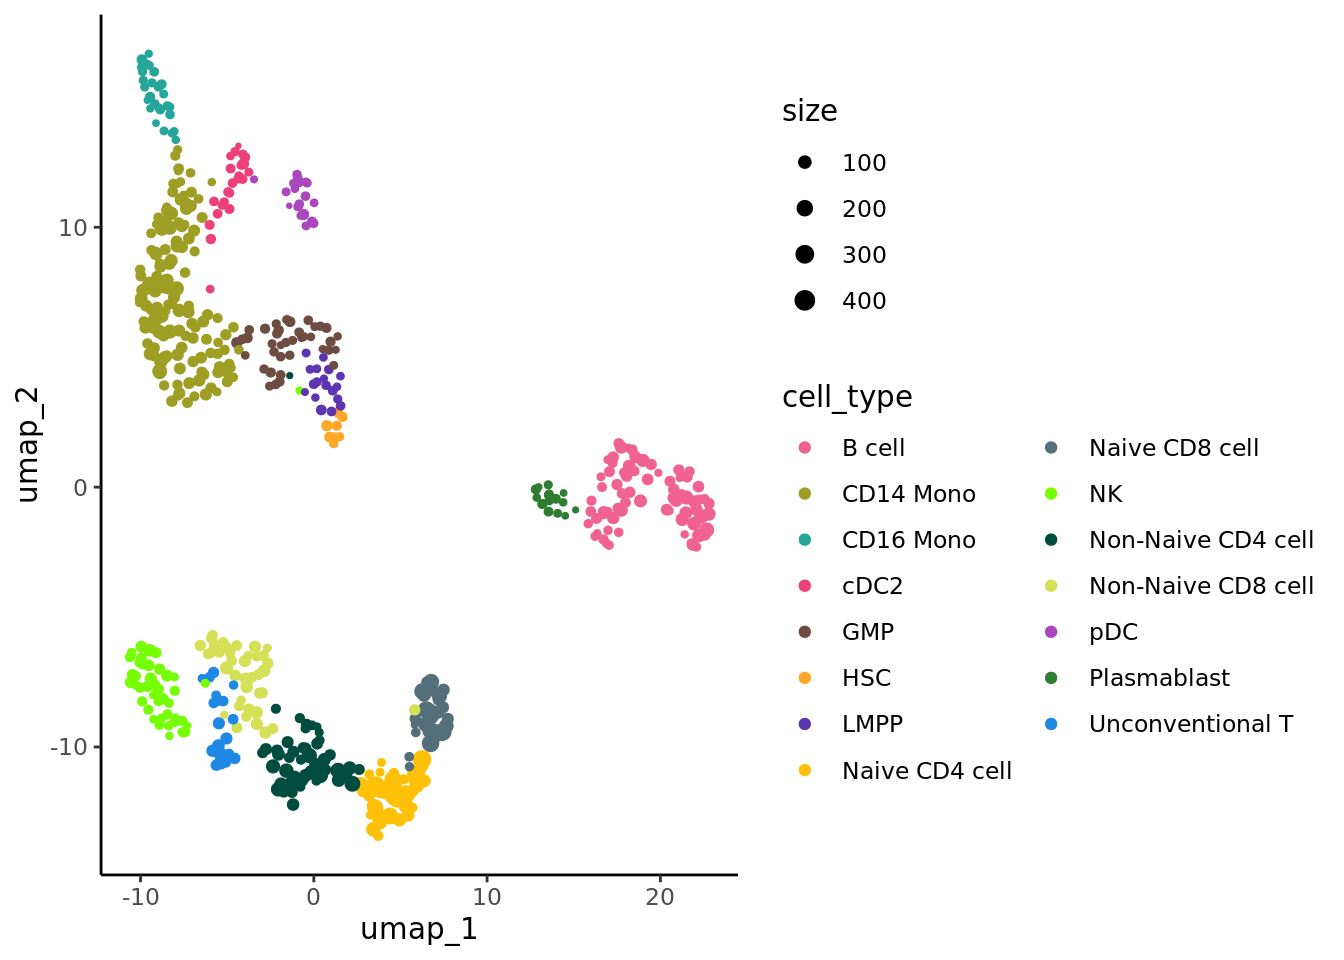 umap_2
10
0
-10
-10
0
10
20
umap_1
size
100
200
300
400
cell_type
B cell
CD14 Mono
CD16 Mono
cDC2
GMP
HSC
LMPP
Naive CD4 cell
Naive CD8 cell
NK
Non-Naive CD4 cell
Non-Naive CD8 cell
pDC
Plasmablast
Unconventional T